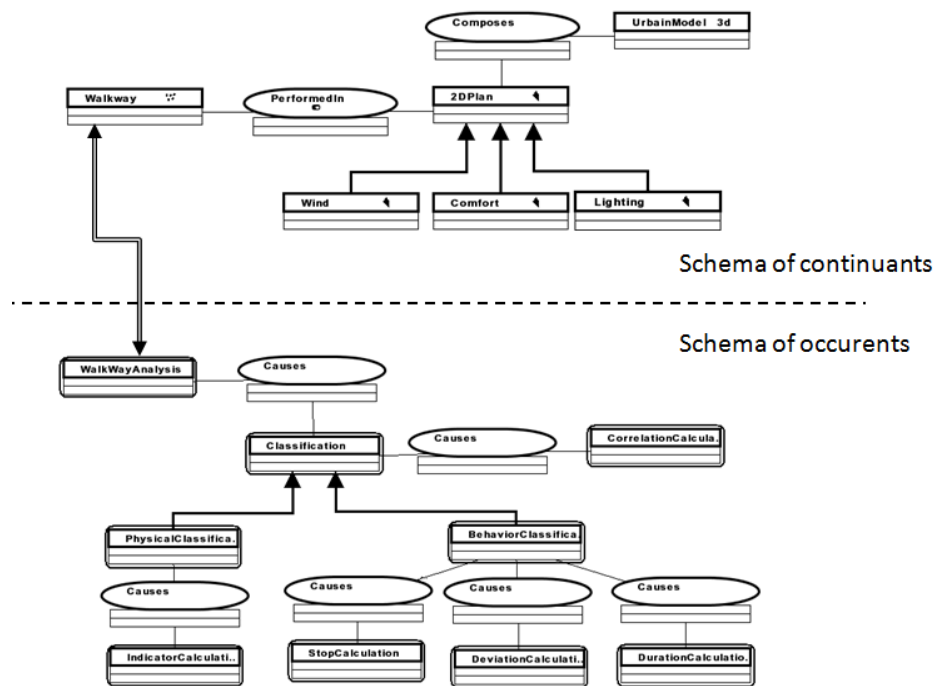 Composes
UrbainModel 3d
Walkway
PerformedIn
2DPlan
Wind
Comfort
Lighting
Schema of continuants
Schema of occurents
WalkWayAnalysis
Causes
Classification
Causes
CorrelationCalcula.
PhysicalClassifica.
BehaviorClassifica.
Causes
Causes
Causes
Causes
IndicatorCalculati..
StopCalculation
DeviationCalculati..
DurationCalculatio..